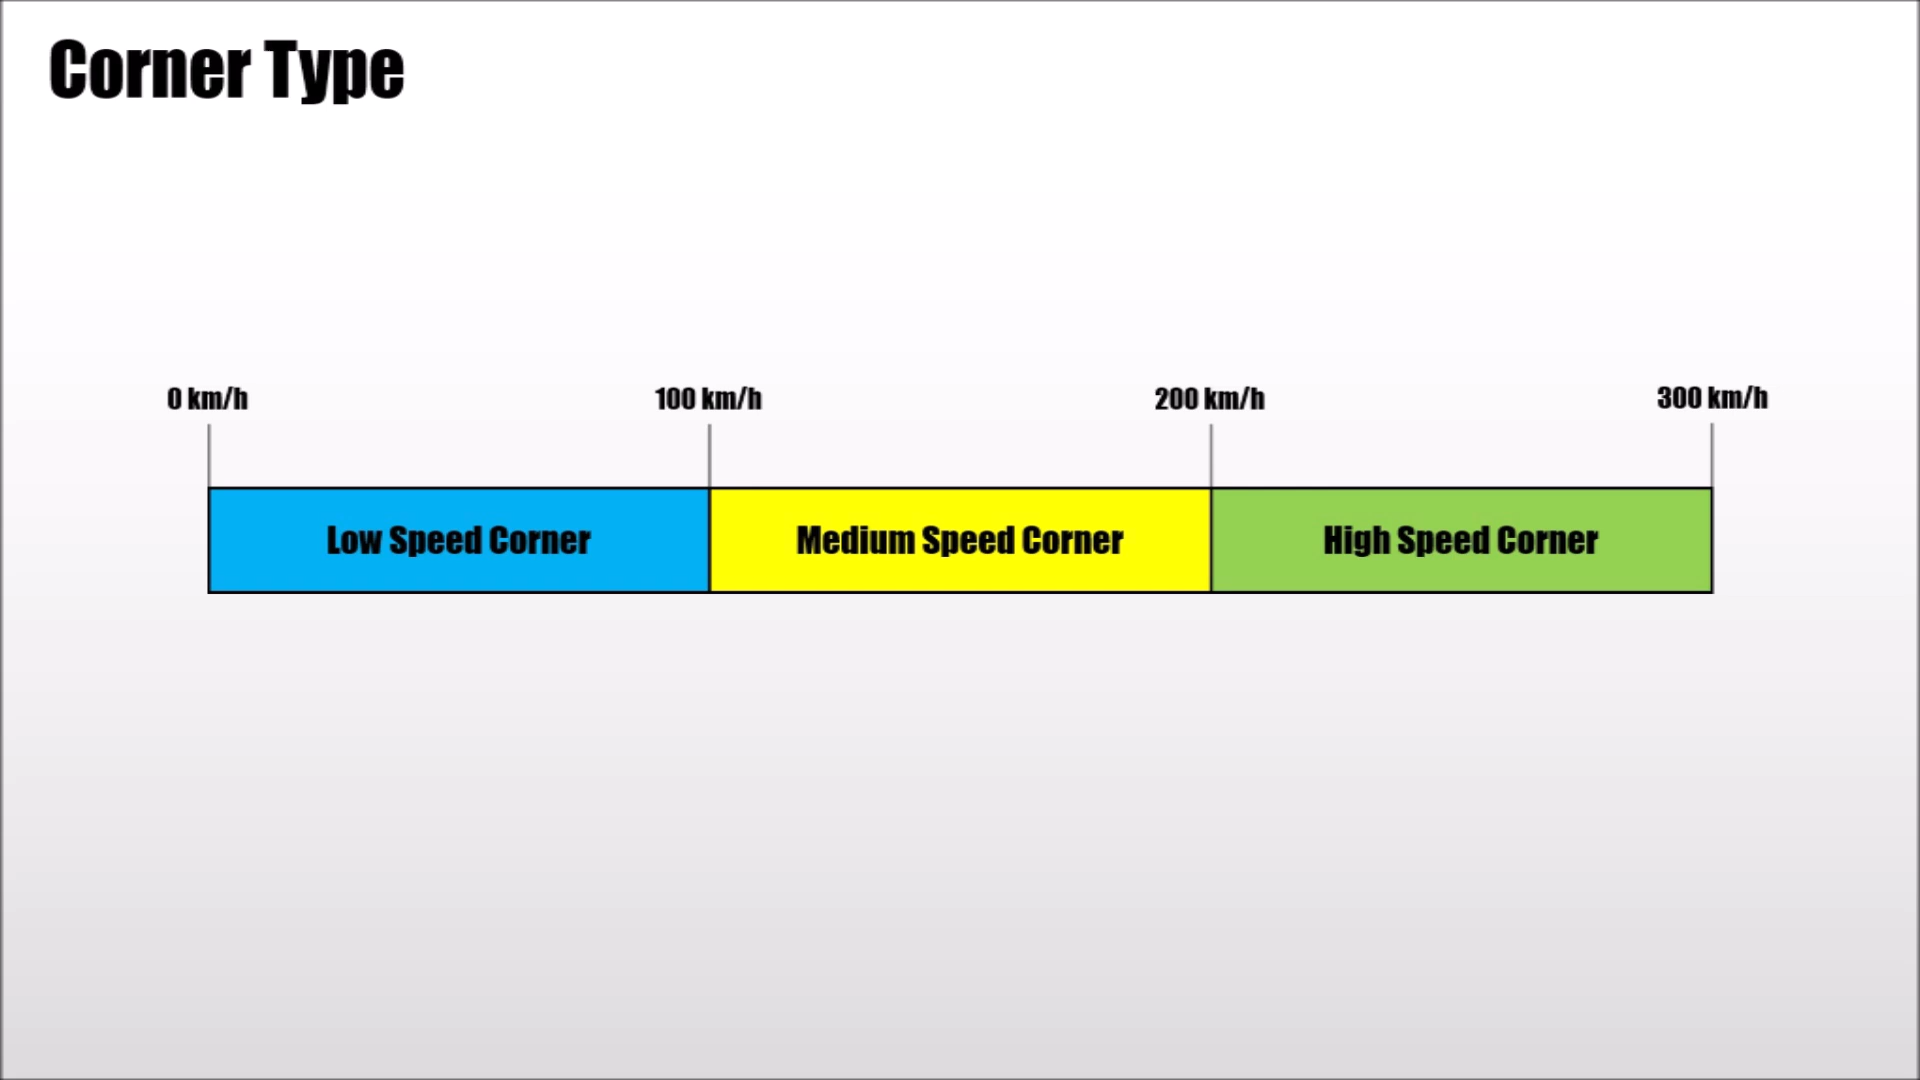 Corner Type
0 km/h 100 km/h 200 km/h 300 km/h
Low Speed Corner Medium Speed Corner High Speed Corner